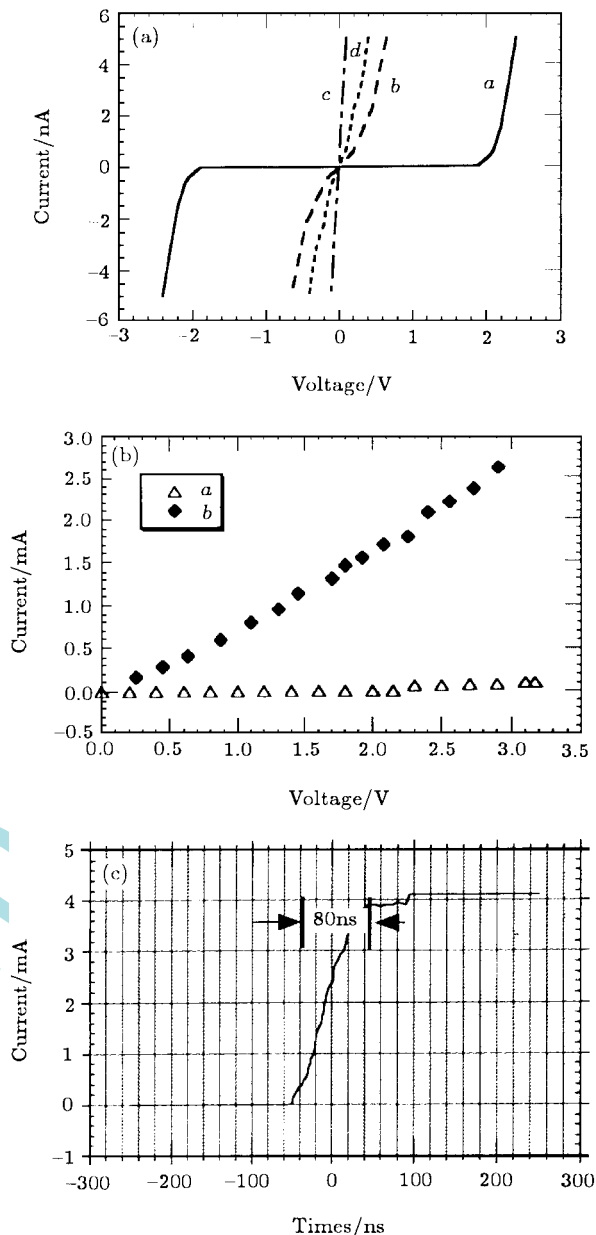 (a)
6
4
2
0
−2
−4
−6
−3 −2 −1 0 1 2 3
a
b
c
d
Current/nA
Voltage/V
(b)
3.0
2.5
2.0
1.5
1.0
0.5
0.0
−0.5
0.0 0.5 1.0 1.5 2.0 2.5 3.0 3.5
a
b
Current/mA
Voltage/V
(c)
5
4
3
2
1
0
−1
−300 −200 −100 0 100 200 300
80ns
Current/mA
Times/ns